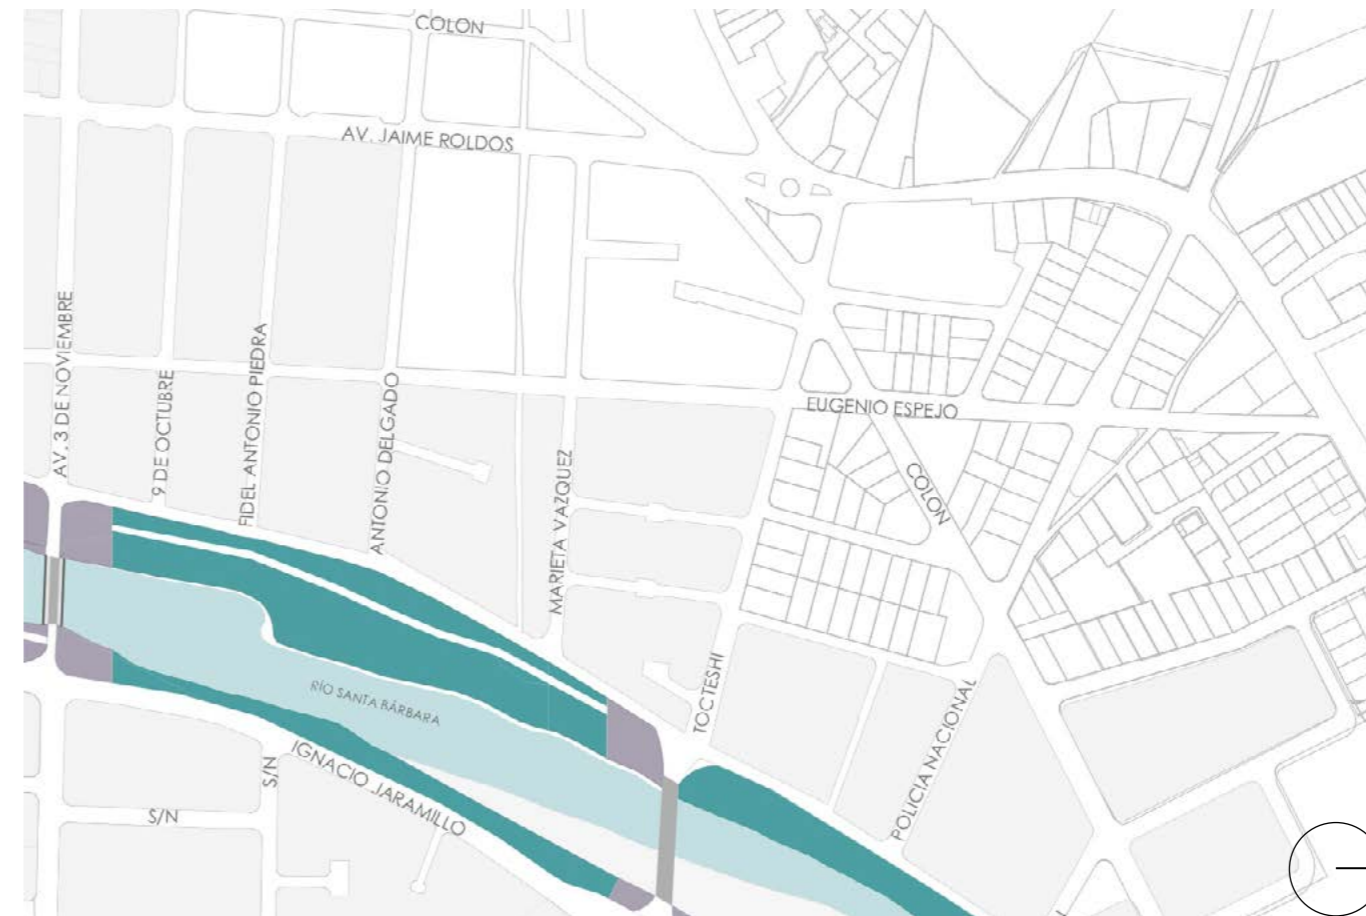 COLON
AV. JAIME ROLDOS
AV. 3 DE NOVIEMBRE
9 DE OCTUBRE
FIDEL ANTONIO PIEDRA
ANTONIO DELGADO
MARIETA VAZQUEZ
EUGENIO ESPEJO
COLON
TOCTESHI
POLICIA NACIONAL
RÍO SANTA BÁRBARA
IGNACIO JARAMILLO
S/N
S/N